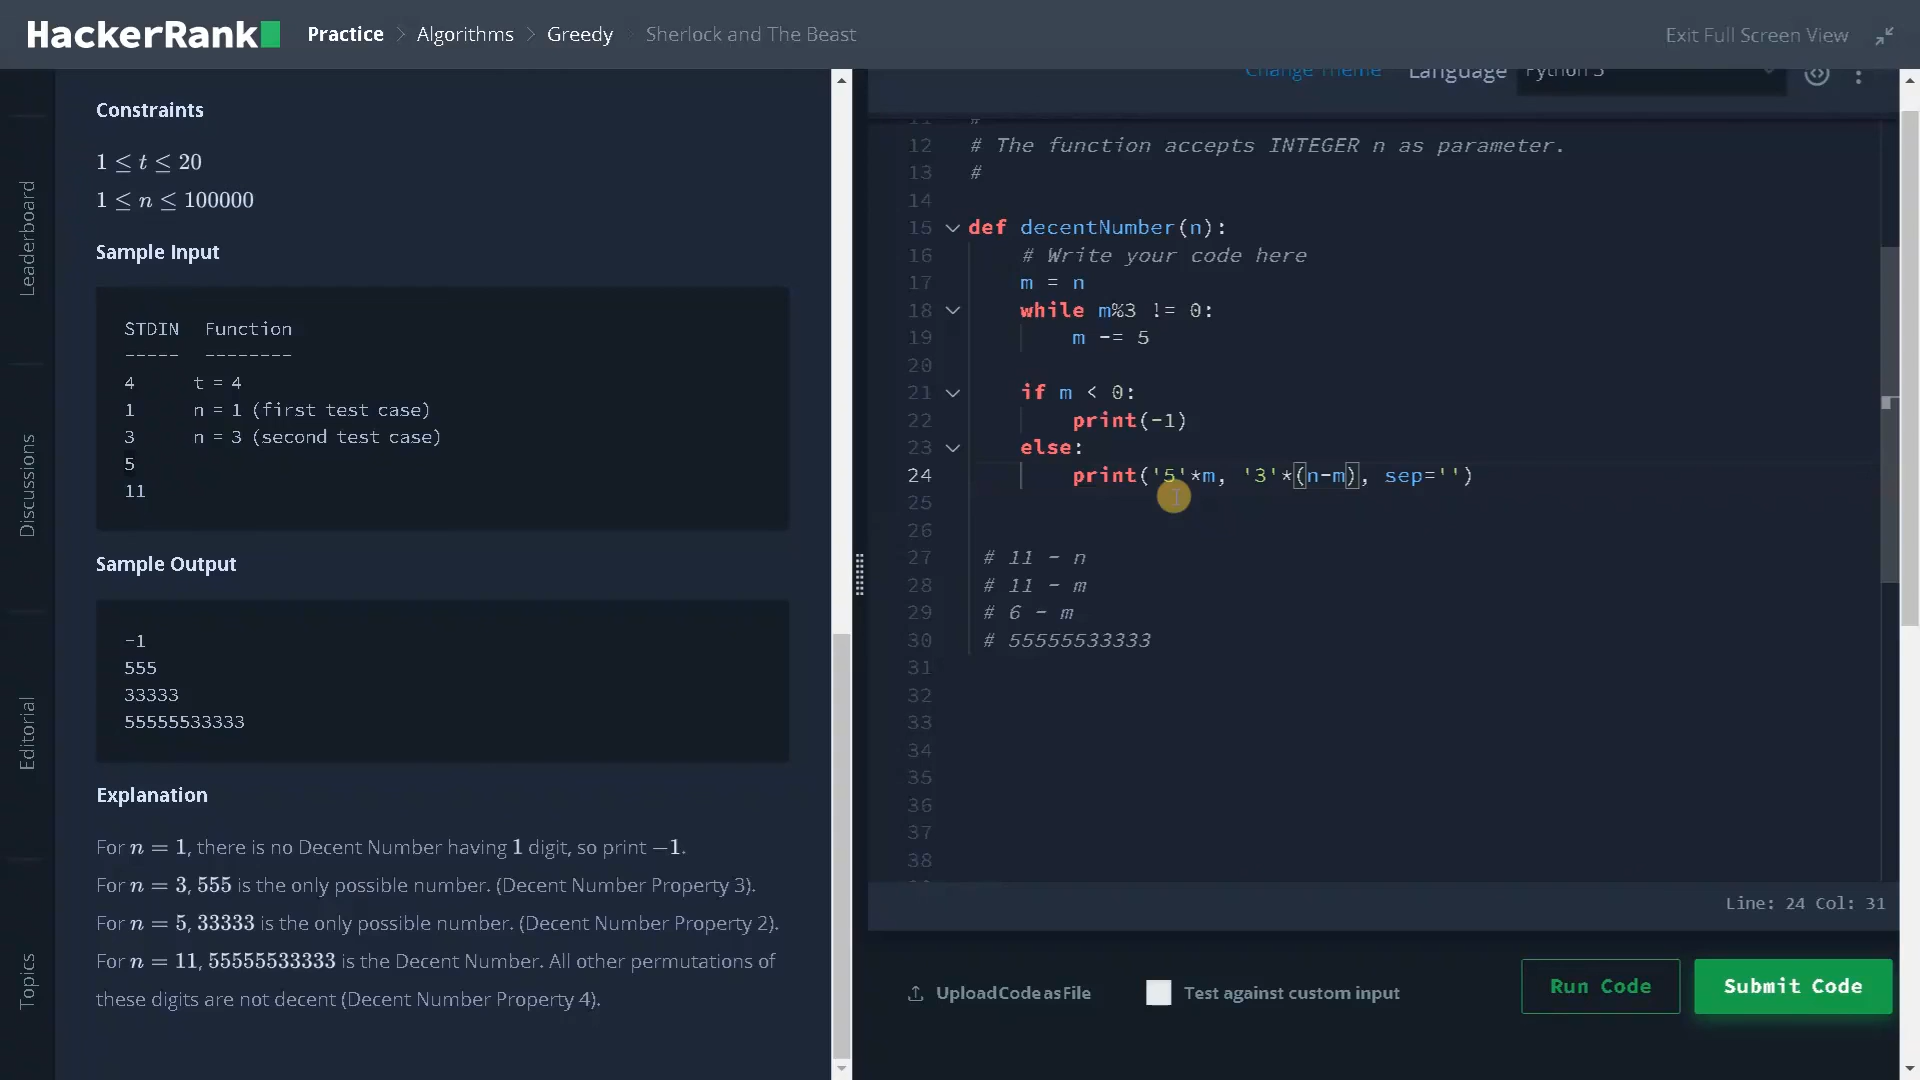 HackerRank Practice > Algorithms > Greedy Sherlock and The Beast Exit Full Screen View
Leaderboard
Discussions
Editorial
Topics
Constraints
1 ≤ t ≤ 20
1 ≤ n ≤ 100000
Sample Input
STDIN Function
----- --------
4 t = 4
1 n = 1 (first test case)
3 n = 3 (second test case)
5
11
Sample Output
-1
555
33333
55555533333
Explanation
For n = 1, there is no Decent Number having 1 digit, so print −1.
For n = 3, 555 is the only possible number. (Decent Number Property 3).
For n = 5, 33333 is the only possible number. (Decent Number Property 2).
For n = 11, 55555533333 is the Decent Number. All other permutations of
these digits are not decent (Decent Number Property 4).
Change Theme Language Python 3
11 #
12 # The function accepts INTEGER n as parameter.
13 #
14
15 def decentNumber(n):
16 # Write your code here
17 m = n
18 while m%3 != 0:
19 m -= 5
20
21 if m < 0:
22 print(-1)
23 else:
24 print('5'*m, '3'*(n-m), sep='')
25
26
27 # 11 - n
28 # 11 - m
29 # 6 - m
30 # 55555533333
31
32
33
34
35
36
37
38
Line: 24 Col: 31
Upload Code as File Test against custom input Run Code Submit Code